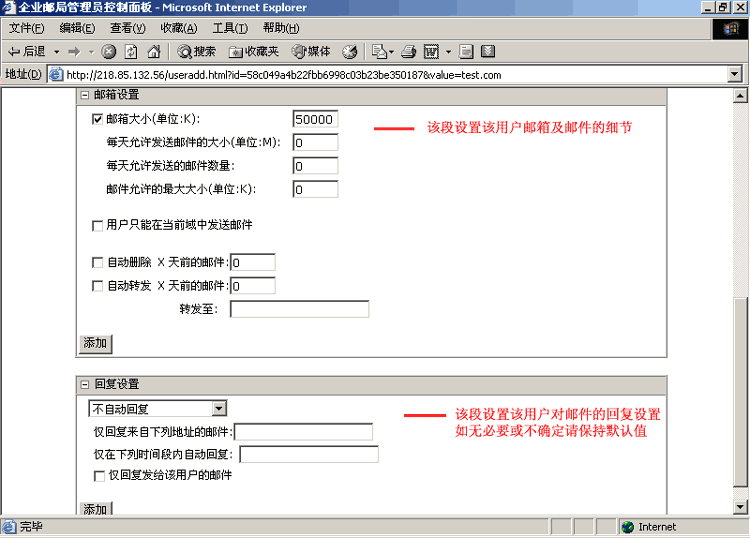 企业邮局管理员控制面板 - Microsoft Internet Explorer
文件(F) 编辑(E) 查看(V) 收藏(A) 工具(T) 帮助(H)
后退 搜索 收藏夹 媒体
地址(D) http://218.85.132.56/useradd.html?id=58c049a4b22fbb6998c03b23be350187&value=test.com
邮箱设置
邮箱大小(单位:K): 50000
该段设置该用户邮箱及邮件的细节
每天允许发送邮件的大小(单位:M): 0
每天允许发送的邮件数量: 0
邮件允许的最大大小(单位:K): 0
用户只能在当前域中发送邮件
自动删除 X 天前的邮件: 0
自动转发 X 天前的邮件: 0
转发至:
添加
回复设置
不自动回复
该段设置该用户对邮件的回复设置
如无必要或不确定请保持默认值
仅回复来自下列地址的邮件:
仅在下列时间段内自动回复:
仅回复发给该用户的邮件
添加
完毕 Internet